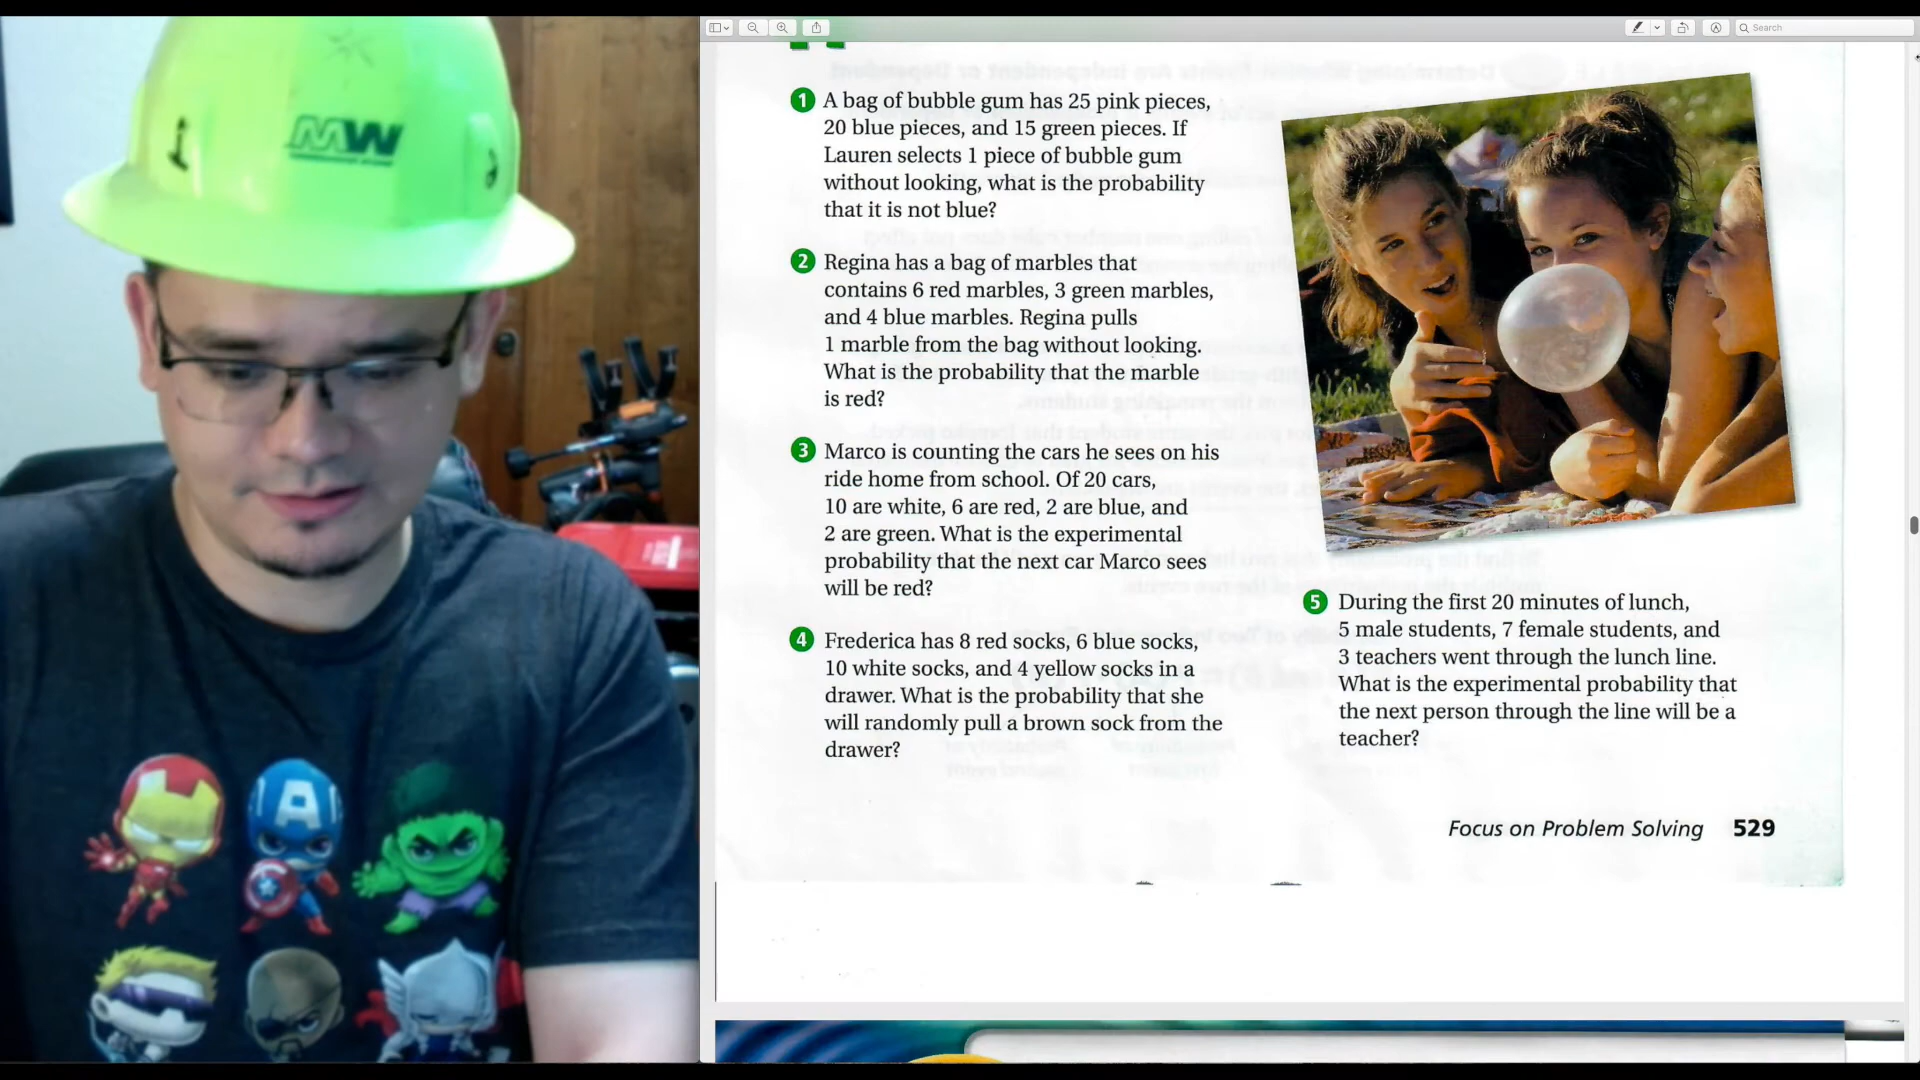 MW
Search
1 A bag of bubble gum has 25 pink pieces,
20 blue pieces, and 15 green pieces. If
Lauren selects 1 piece of bubble gum
without looking, what is the probability
that it is not blue?
2 Regina has a bag of marbles that
contains 6 red marbles, 3 green marbles,
and 4 blue marbles. Regina pulls
1 marble from the bag without looking.
What is the probability that the marble
is red?
3 Marco is counting the cars he sees on his
ride home from school. Of 20 cars,
10 are white, 6 are red, 2 are blue, and
2 are green. What is the experimental
probability that the next car Marco sees
will be red?
4 Frederica has 8 red socks, 6 blue socks,
10 white socks, and 4 yellow socks in a
drawer. What is the probability that she
will randomly pull a brown sock from the
drawer?
5 During the first 20 minutes of lunch,
5 male students, 7 female students, and
3 teachers went through the lunch line.
What is the experimental probability that
the next person through the line will be a
teacher?
Focus on Problem Solving 529